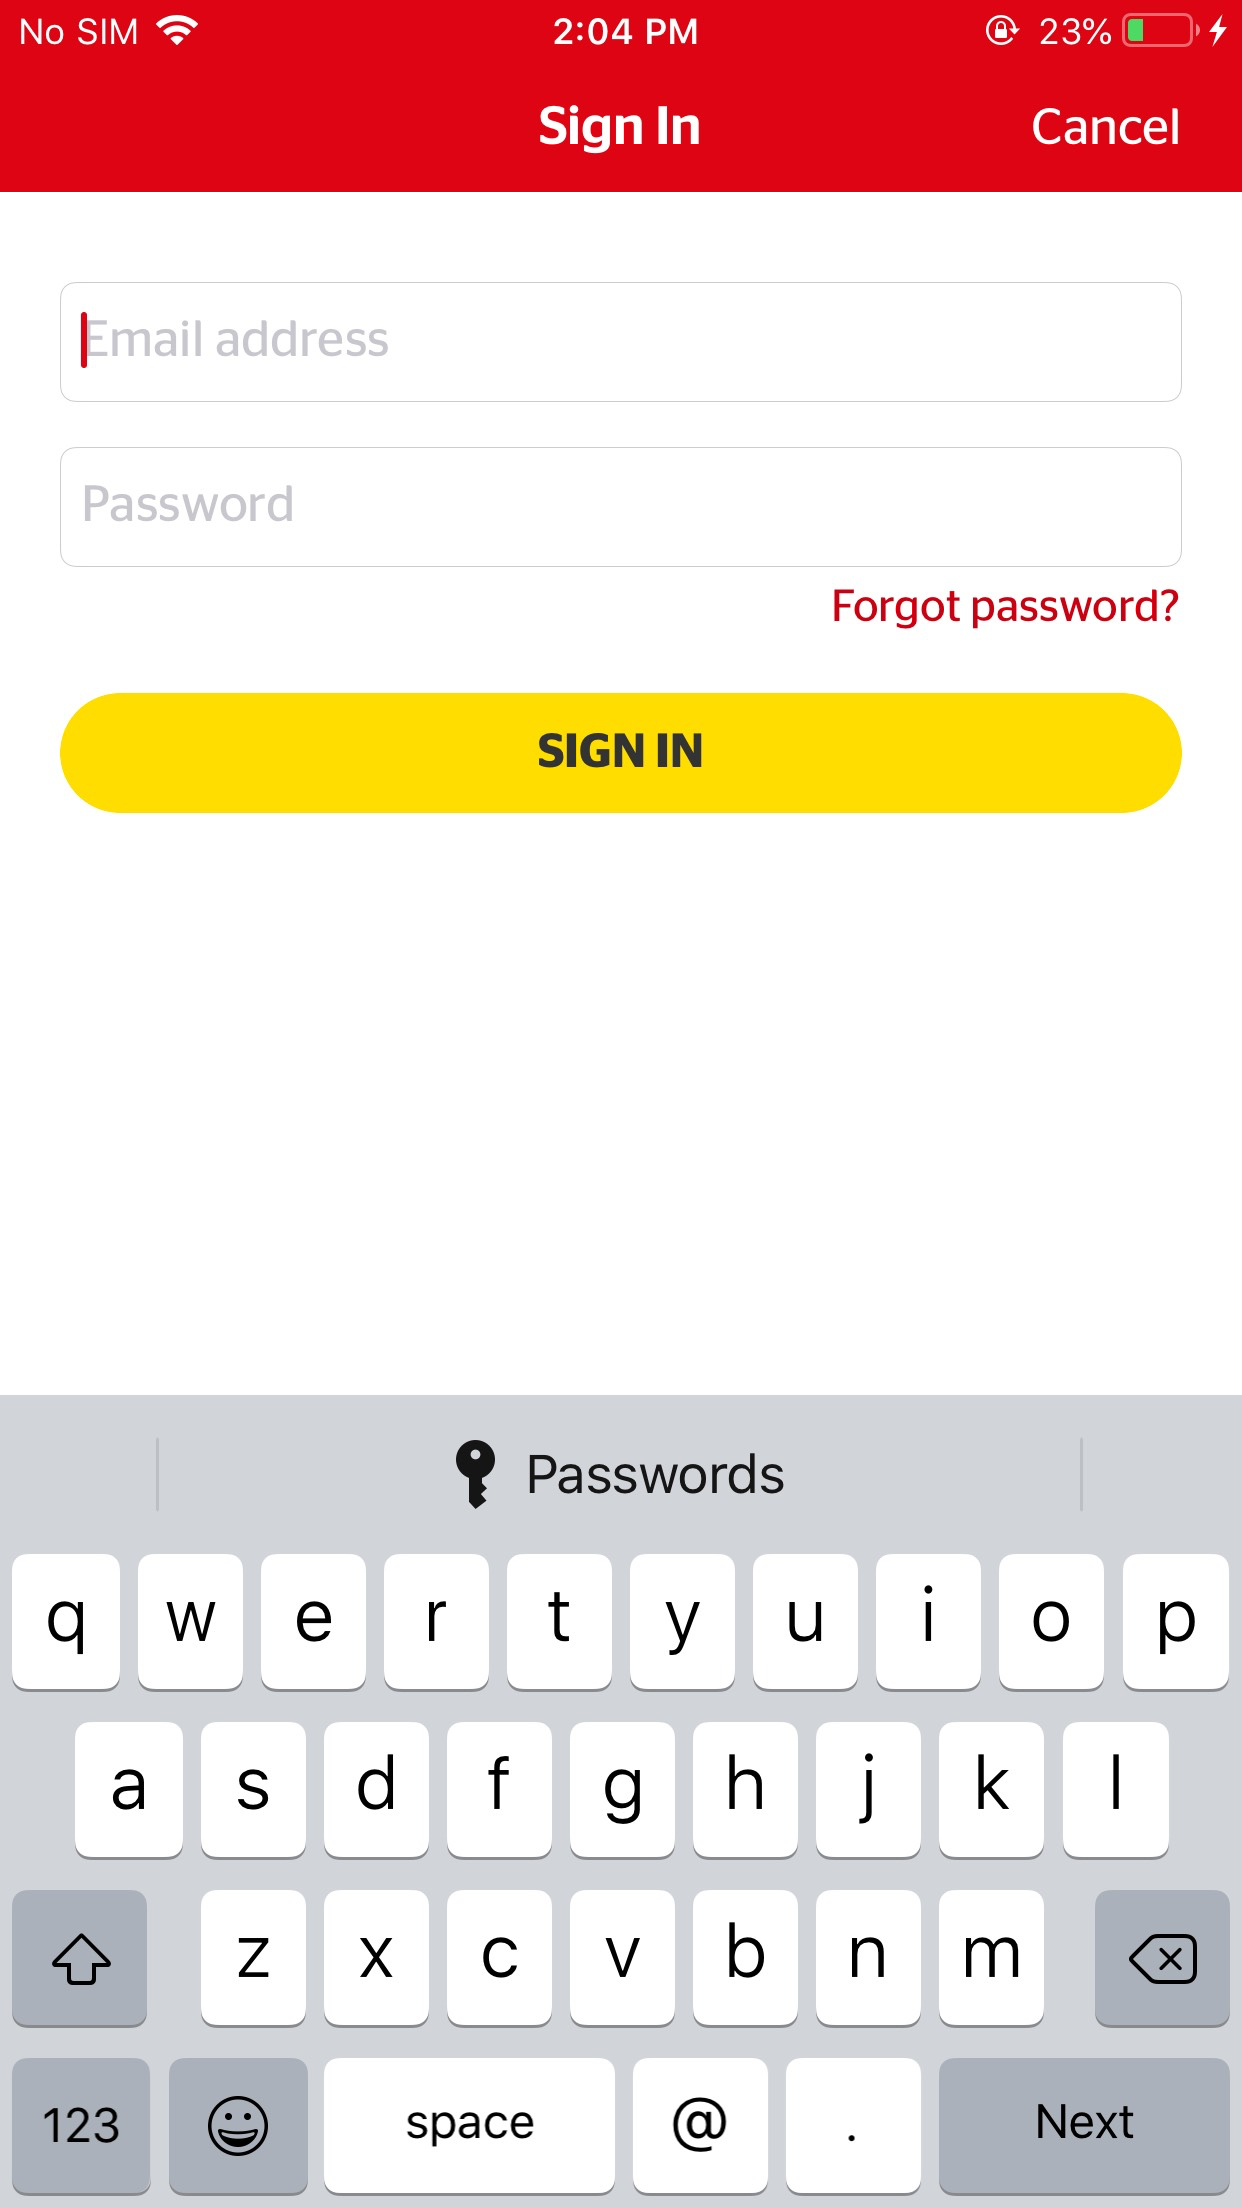 No SIM 2:04 PM 23%
Sign In Cancel
Email address
Password
Forgot password?
SIGN IN
Passwords
q w e r t y u i o p
a s d f g h j k l
z x c v b n m
123 space @ . Next